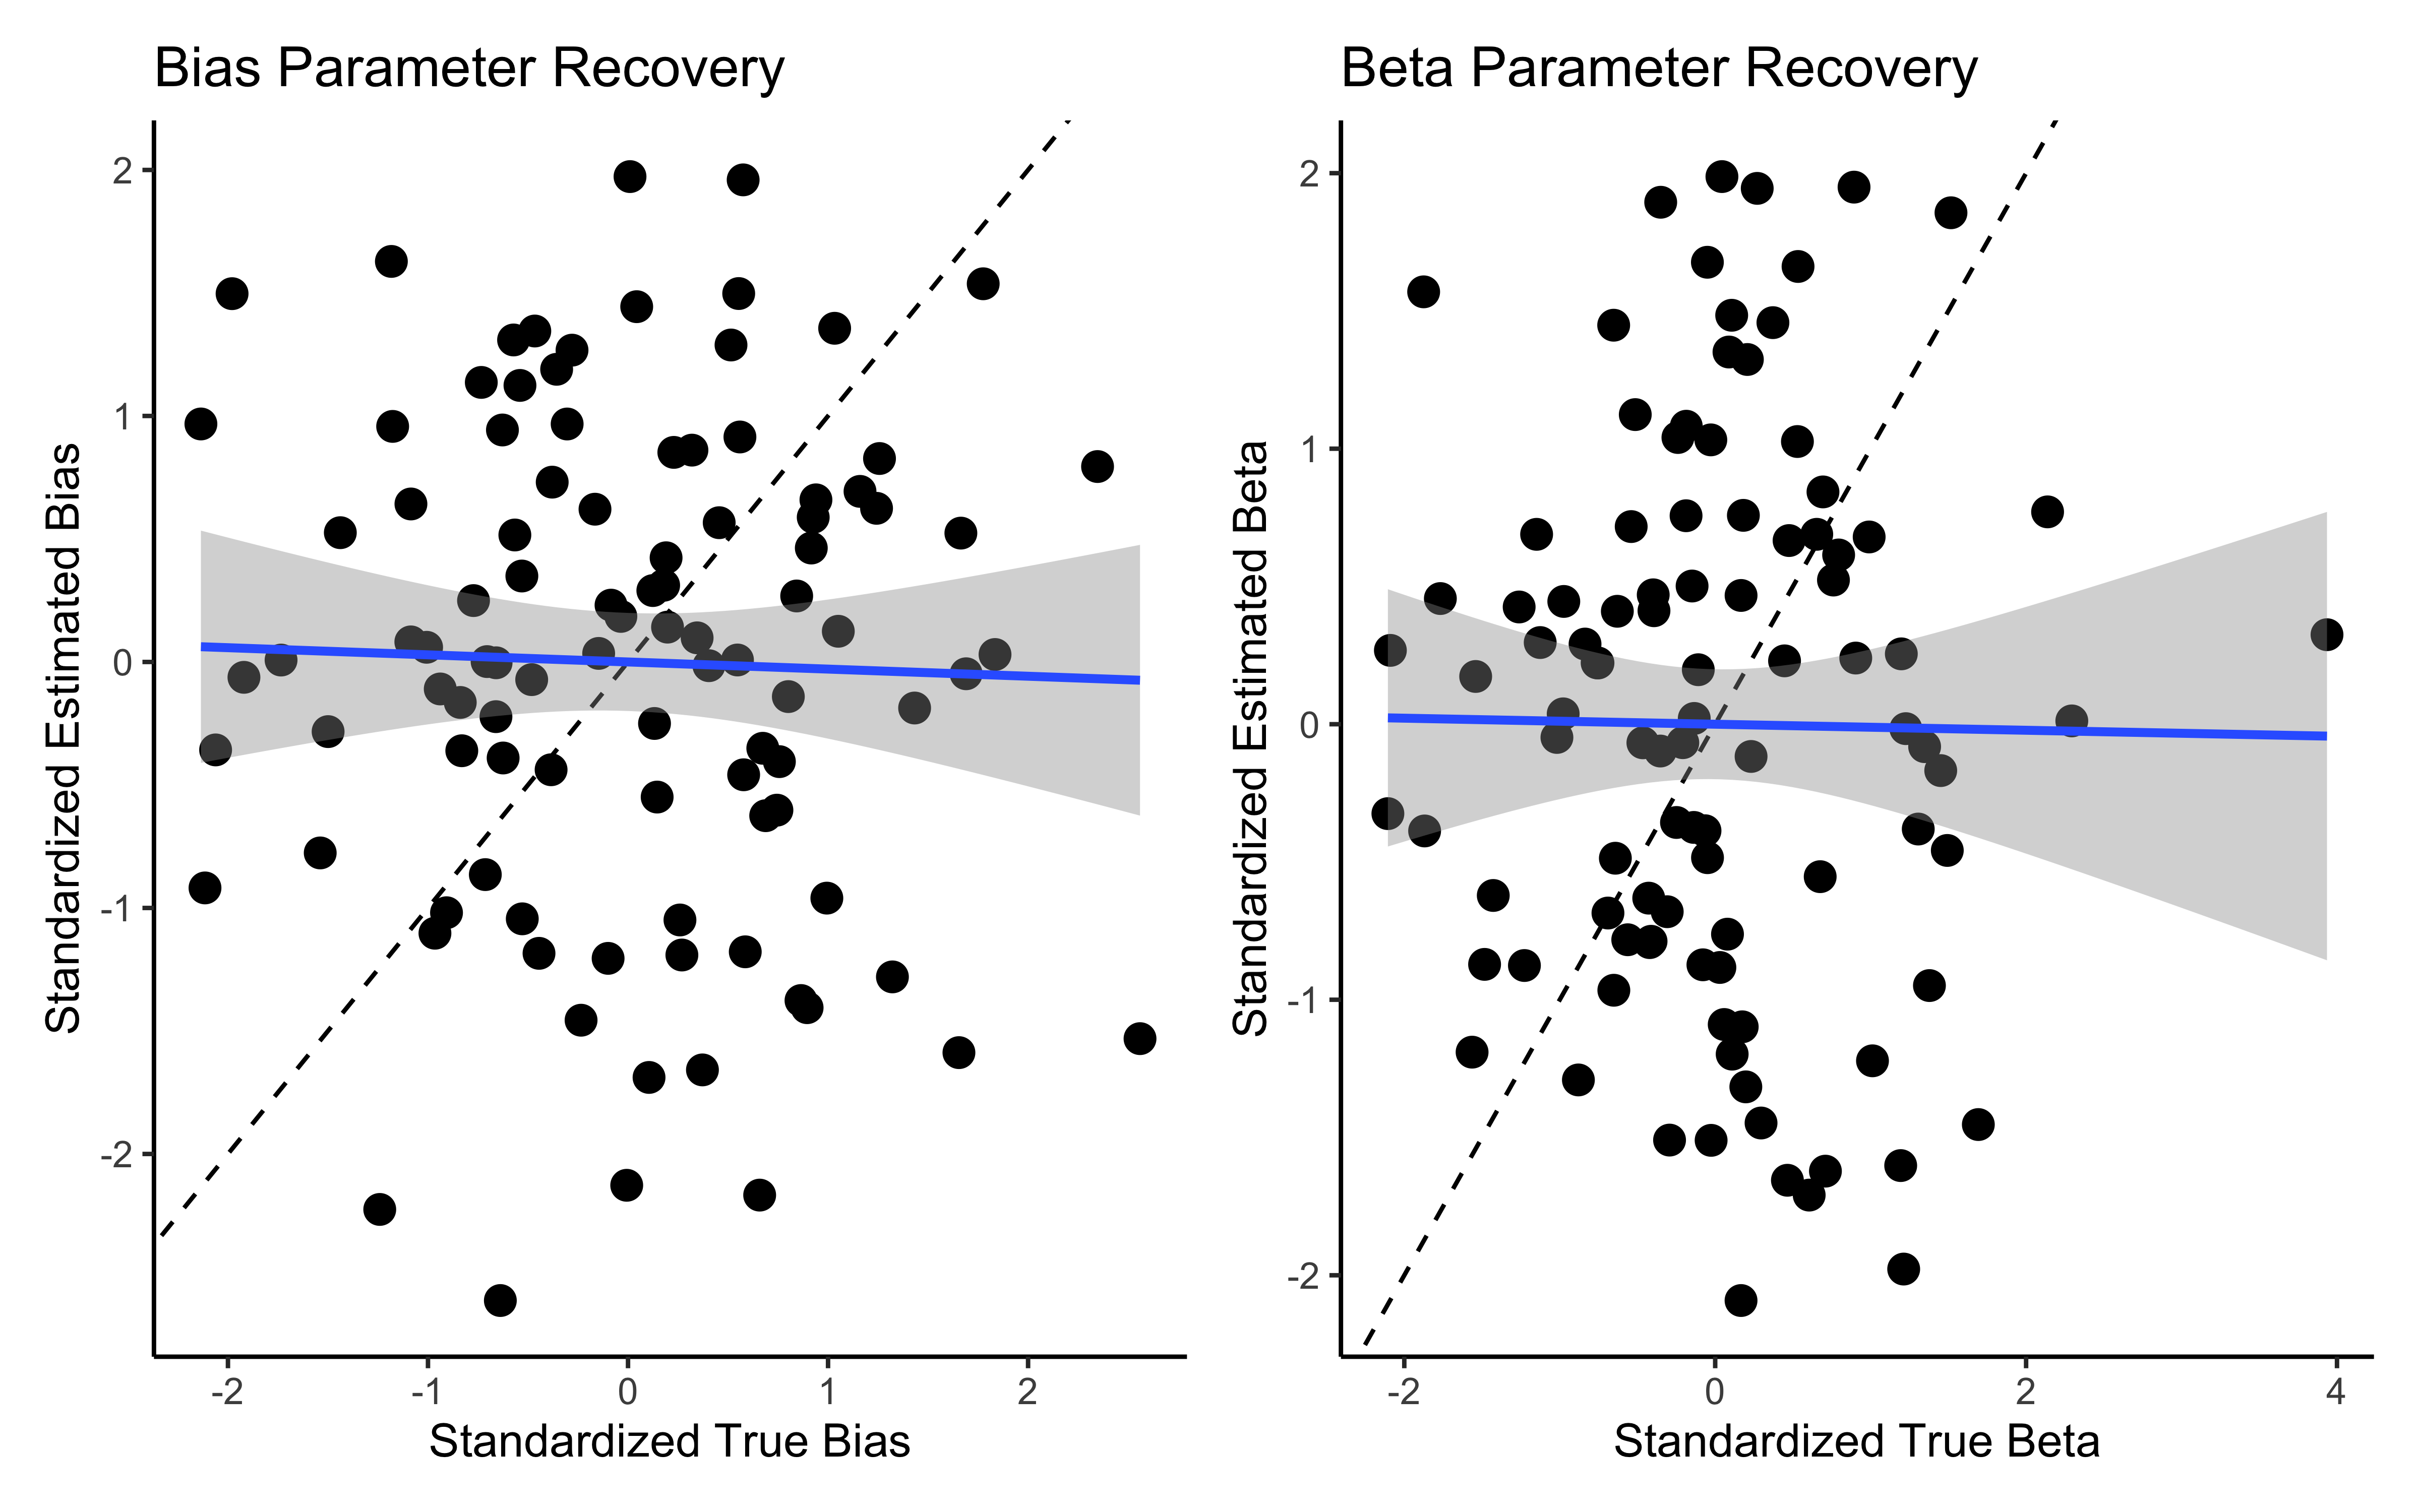 Bias Parameter Recovery
Standardized Estimated Bias
2
1
0
-1
-2
-2 -1 0 1 2
Standardized True Bias
Beta Parameter Recovery
Standardized Estimated Beta
2
1
0
-1
-2
-2 0 2 4
Standardized True Beta